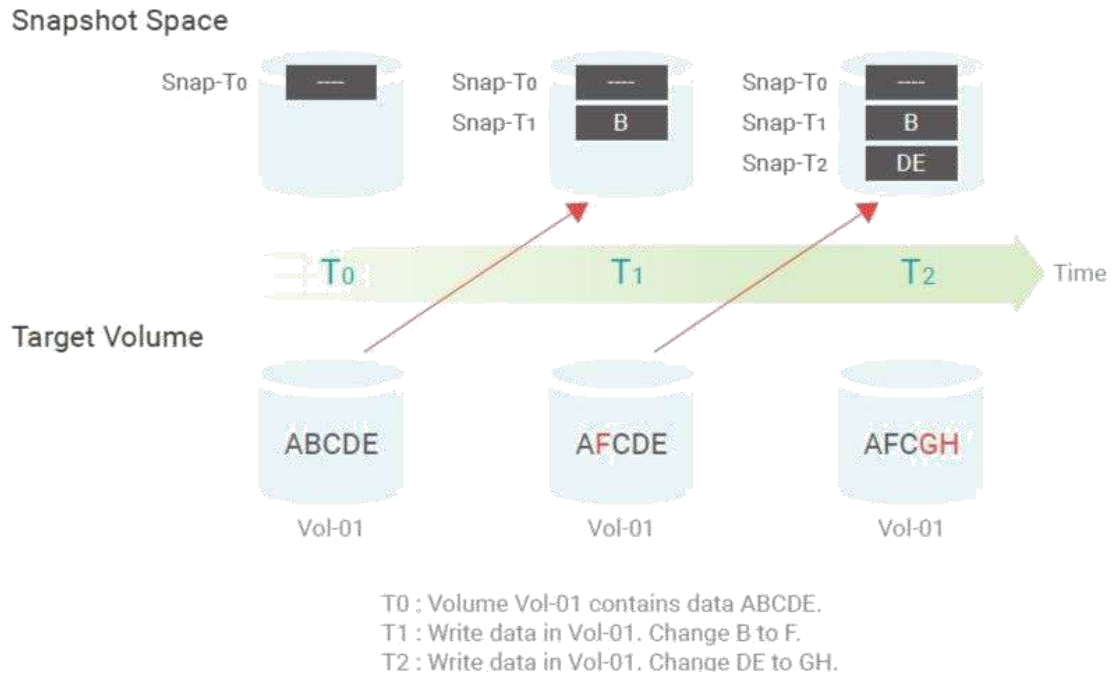 Snapshot Space
Snap-T0 ---- Snap-T0 ---- Snap-T0 ----
Snap-T1 B Snap-T1 B
Snap-T2 DE
T0 T1 T2 Time
Target Volume
ABCDE AFCDE AFCGH
Vol-01 Vol-01 Vol-01
T0 : Volume Vol-01 contains data ABCDE.
T1 : Write data in Vol-01. Change B to F.
T2 : Write data in Vol-01. Change DE to GH.